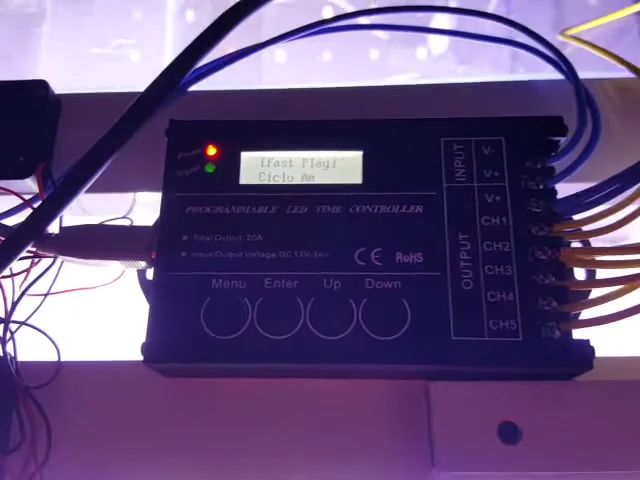 Power
[Fast Play]
Ciclo Am
PROGRAMMABLE LED TIME CONTROLLER
Total Output: 20A
Input/Output Voltage: DC 12V-24V
CE RoHS
Menu Enter Up Down
INPUT
V-
V+
OUTPUT
V+
CH1
CH2
CH3
CH4
CH5